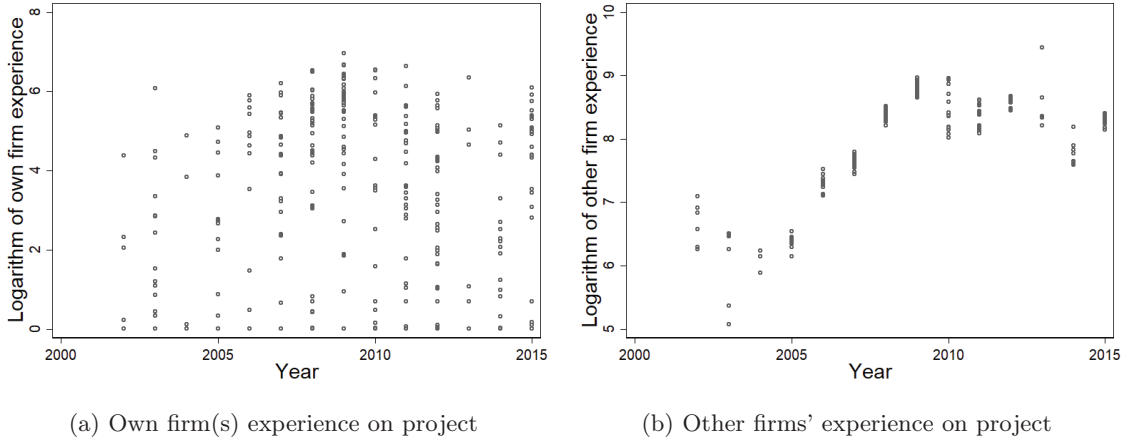 Logarithm of own firm experience
8
6
4
2
0
2000 2005 2010 2015
Year
(a) Own firm(s) experience on project
Logarithm of other firm experience
10
9
8
7
6
5
2000 2005 2010 2015
Year
(b) Other firms' experience on project